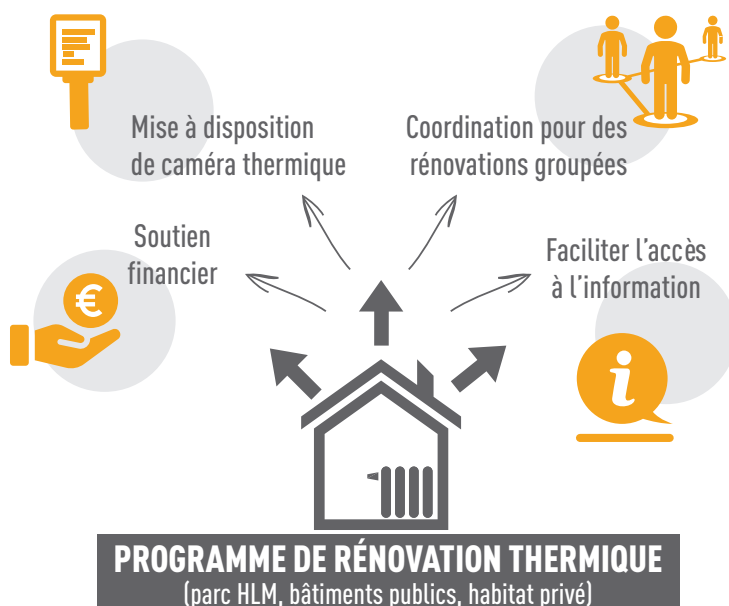 Mise à disposition
de caméra thermique
Coordination pour des
rénovations groupées
Soutien
financier
€
Faciliter l'accès
à l'information
i
PROGRAMME DE RÉNOVATION THERMIQUE
(parc HLM, bâtiments publics, habitat privé)